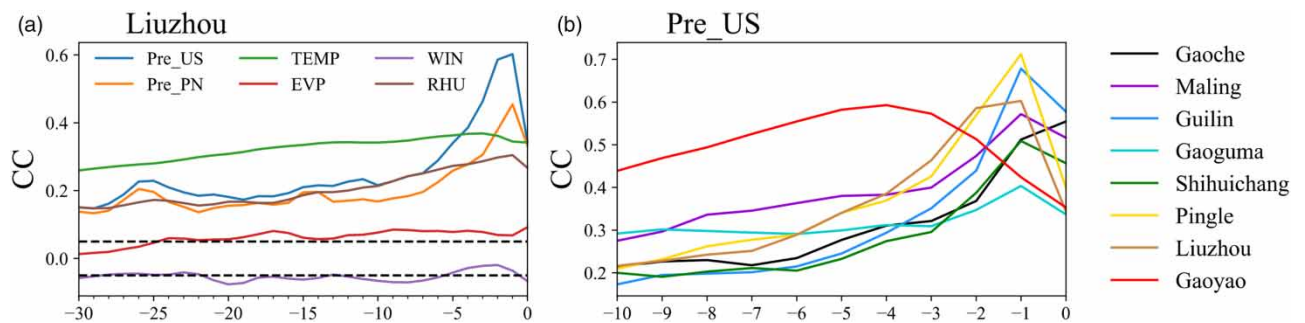 (a) Liuzhou
Pre_US TEMP WIN
Pre_PN EVP RHU
CC
0.6
0.4
0.2
0.0
−30 −25 −20 −15 −10 −5 0
(b) Pre_US
CC
0.7
0.6
0.5
0.4
0.3
0.2
−10 −9 −8 −7 −6 −5 −4 −3 −2 −1 0
Gaoche
Maling
Guilin
Gaoguma
Shihuichang
Pingle
Liuzhou
Gaoyao